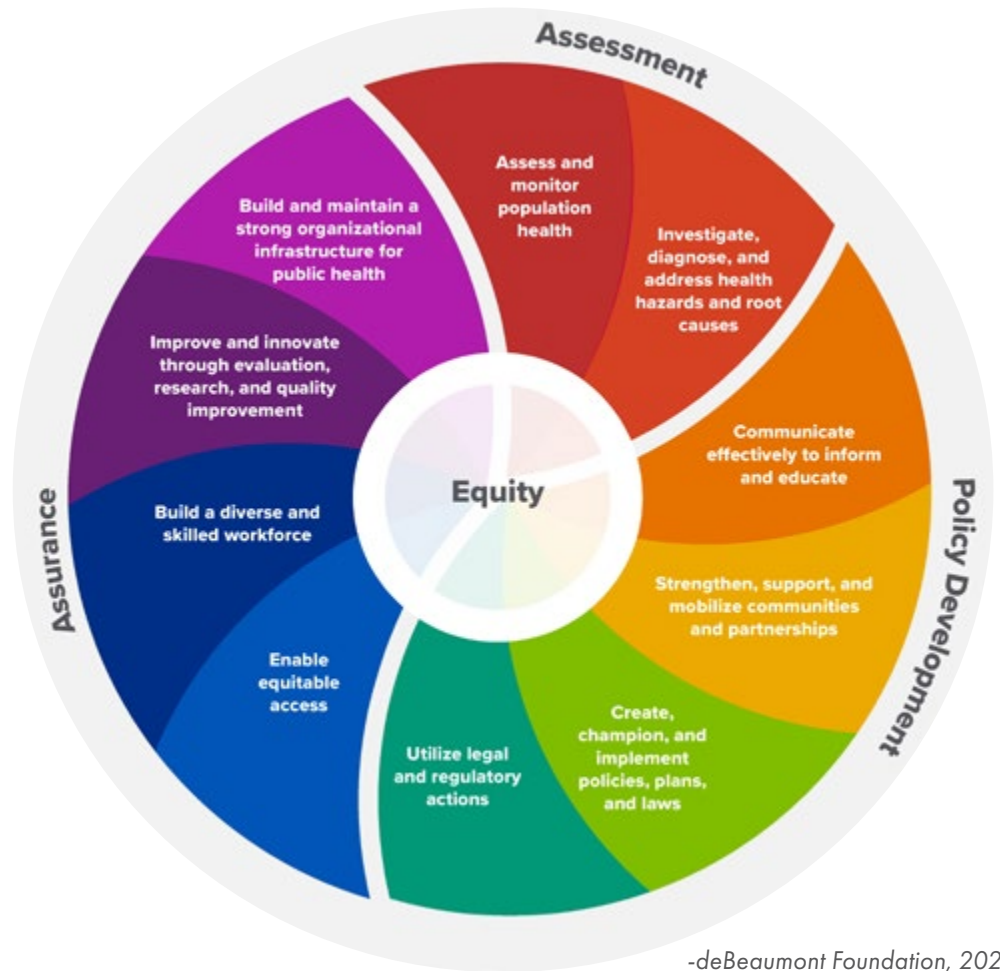 Assessment
Assess and
monitor
population
health
Investigate,
diagnose, and
address health
hazards and root
causes
Policy Development
Communicate
effectively to inform
and educate
Strengthen, support, and
mobilize communities
and partnerships
Create,
champion, and
implement
policies, plans,
and laws
Utilize legal
and regulatory
actions
Assurance
Enable
equitable
access
Build a diverse and
skilled workforce
Improve and innovate
through evaluation,
research, and quality
improvement
Build and maintain a
strong organizational
infrastructure for
public health
Equity
-deBeaumont Foundation, 202